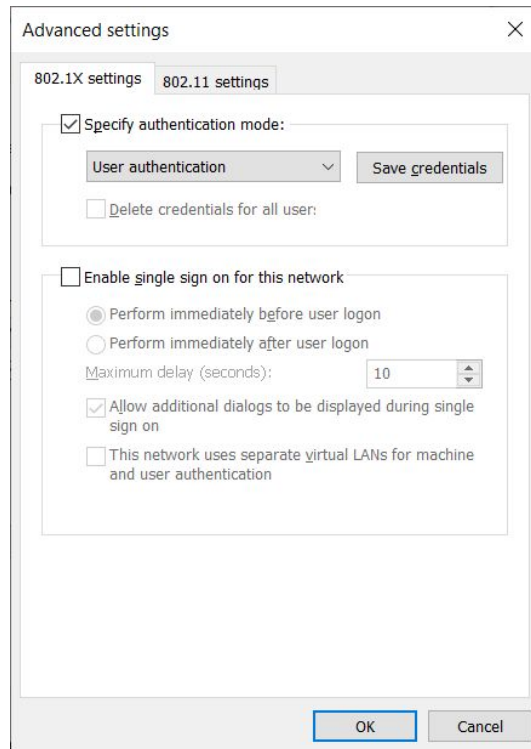 Advanced settings
802.1X settings
802.11 settings
Specify authentication mode:
User authentication
Save credentials
Delete credentials for all users
Enable single sign on for this network
Perform immediately before user logon
Perform immediately after user logon
Maximum delay (seconds):
10
Allow additional dialogs to be displayed during single
sign on
This network uses separate virtual LANs for machine
and user authentication
OK
Cancel